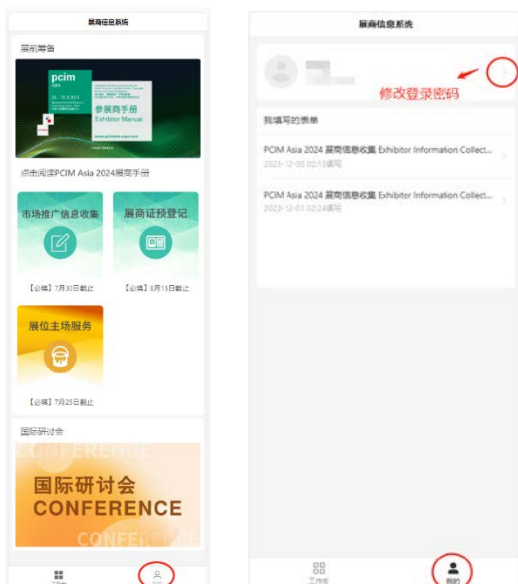 展商信息系统
展前筹备
pcim
ASIA
参展商手册
Exhibitor Manual
点击阅读PCIM Asia 2024展商手册
市场推广信息收集
展商证预登记
【必填】7月30日截止
【必填】8月15日截止
展位主场服务
【必填】7月25日截止
国际研讨会
CONFERENCE
国际研讨会
CONFERENCE
CONFERENCE
展商信息系统
修改登录密码
我填写的表单
PCIM Asia 2024 展商信息收集 Exhibitor Information Collect...
2023-12-05 02:13填写
PCIM Asia 2024 展商信息收集 Exhibitor Information Collect...
2023-12-01 02:24填写
工作台
我的